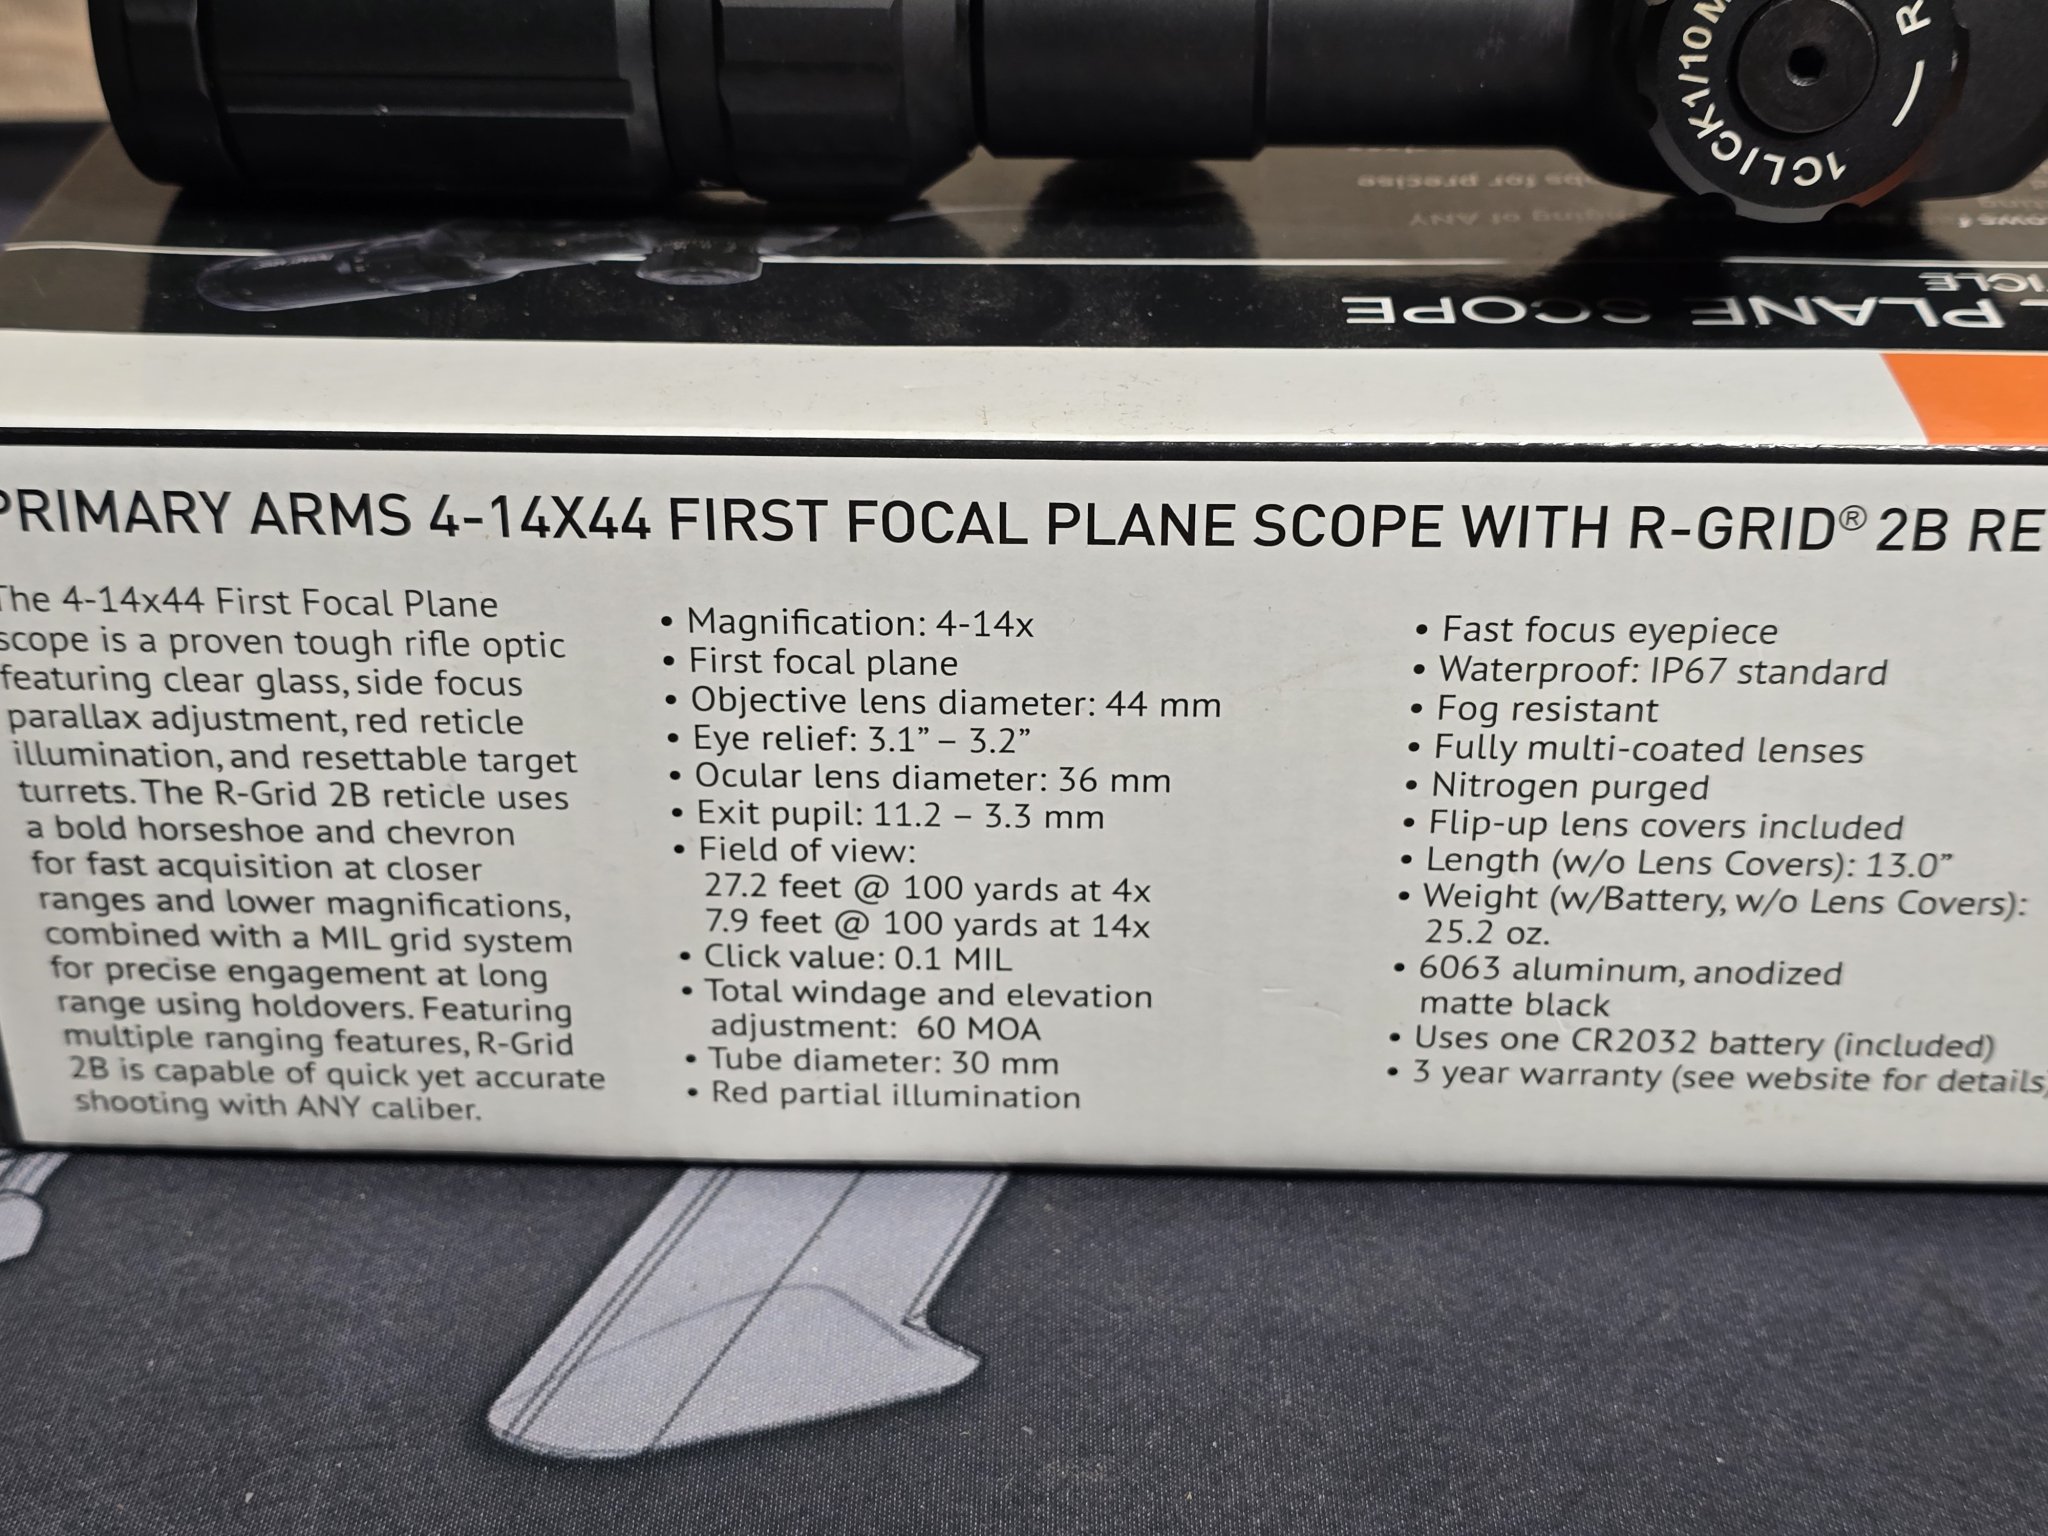 1CLICK 1/10M
R
PLANE SCOPE
PRIMARY ARMS 4-14X44 FIRST FOCAL PLANE SCOPE WITH R-GRID® 2B RE
The 4-14x44 First Focal Plane
scope is a proven tough rifle optic
featuring clear glass, side focus
parallax adjustment, red reticle
illumination, and resettable target
turrets. The R-Grid 2B reticle uses
a bold horseshoe and chevron
for fast acquisition at closer
ranges and lower magnifications,
combined with a MIL grid system
for precise engagement at long
range using holdovers. Featuring
multiple ranging features, R-Grid
2B is capable of quick yet accurate
shooting with ANY caliber.
• Magnification: 4-14x
• First focal plane
• Objective lens diameter: 44 mm
• Eye relief: 3.1” – 3.2”
• Ocular lens diameter: 36 mm
• Exit pupil: 11.2 – 3.3 mm
• Field of view:
27.2 feet @ 100 yards at 4x
7.9 feet @ 100 yards at 14x
• Click value: 0.1 MIL
• Total windage and elevation
adjustment: 60 MOA
• Tube diameter: 30 mm
• Red partial illumination
• Fast focus eyepiece
• Waterproof: IP67 standard
• Fog resistant
• Fully multi-coated lenses
• Nitrogen purged
• Flip-up lens covers included
• Length (w/o Lens Covers): 13.0”
• Weight (w/Battery, w/o Lens Covers):
25.2 oz.
• 6063 aluminum, anodized
matte black
• Uses one CR2032 battery (included)
• 3 year warranty (see website for details)